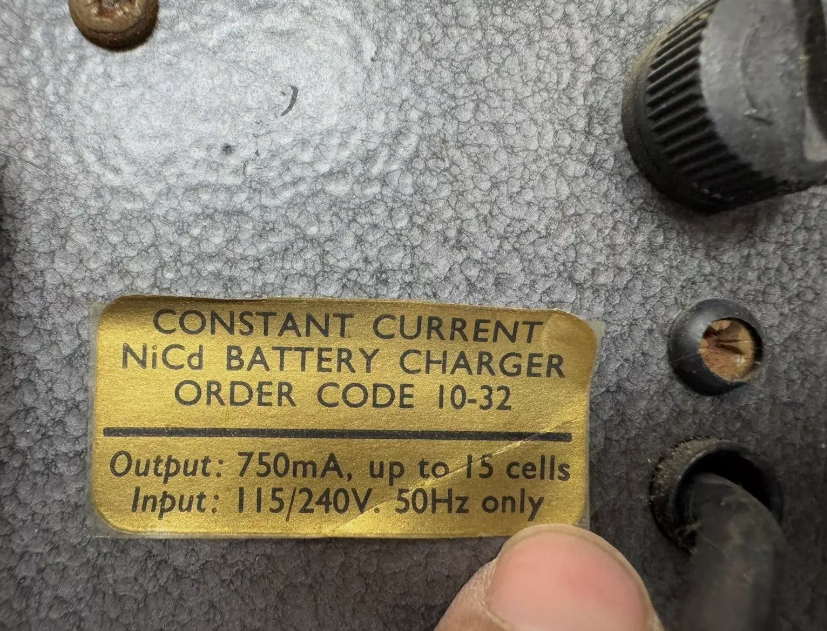 CONSTANT CURRENT
NiCd BATTERY CHARGER
ORDER CODE 10-32
Output: 750mA, up to 15 cells
Input: 115/240V. 50Hz only